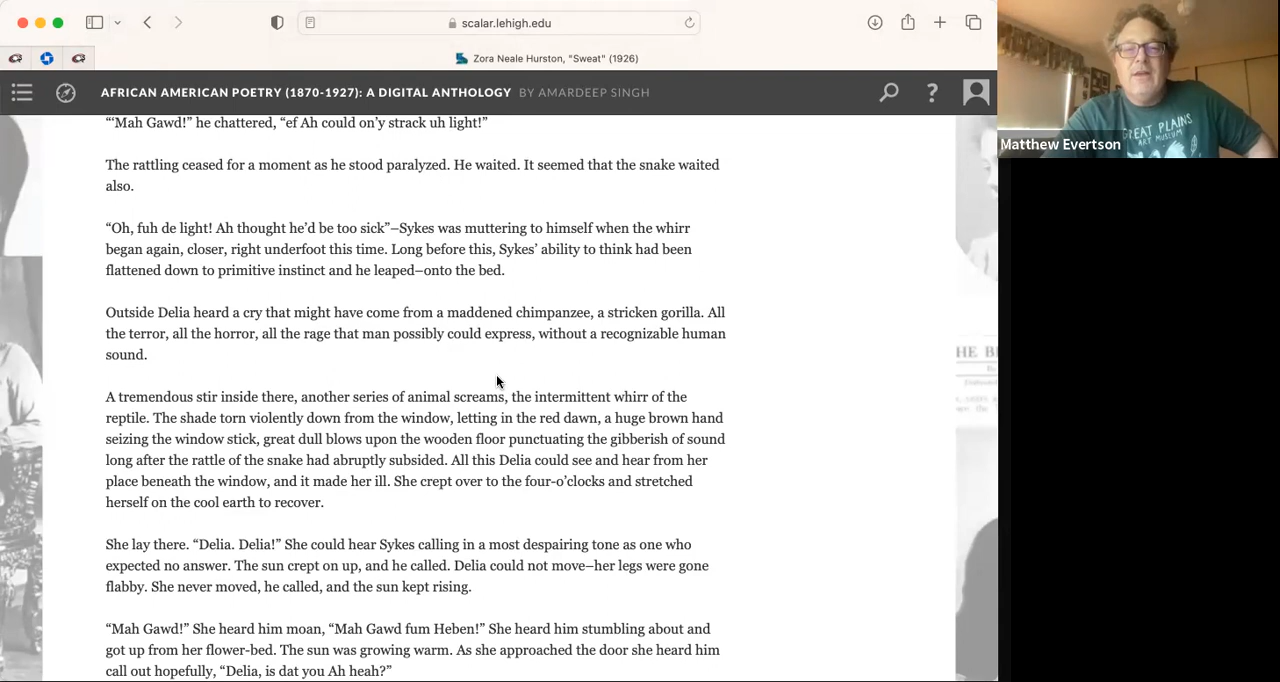 scalar.lehigh.edu
Zora Neale Hurston, "Sweat" (1926)
AFRICAN AMERICAN POETRY (1870-1927): A DIGITAL ANTHOLOGY BY AMARDEEP SINGH
“‘Mah Gawd!” he chattered, “ef Ah could on’y strack uh light!”
The rattling ceased for a moment as he stood paralyzed. He waited. It seemed that the snake waited
also.
“Oh, fuh de light! Ah thought he’d be too sick”–Sykes was muttering to himself when the whirr
began again, closer, right underfoot this time. Long before this, Sykes’ ability to think had been
flattened down to primitive instinct and he leaped–onto the bed.
Outside Delia heard a cry that might have come from a maddened chimpanzee, a stricken gorilla. All
the terror, all the horror, all the rage that man possibly could express, without a recognizable human
sound.
A tremendous stir inside there, another series of animal screams, the intermittent whirr of the
reptile. The shade torn violently down from the window, letting in the red dawn, a huge brown hand
seizing the window stick, great dull blows upon the wooden floor punctuating the gibberish of sound
long after the rattle of the snake had abruptly subsided. All this Delia could see and hear from her
place beneath the window, and it made her ill. She crept over to the four-o’clocks and stretched
herself on the cool earth to recover.
She lay there. “Delia. Delia!” She could hear Sykes calling in a most despairing tone as one who
expected no answer. The sun crept on up, and he called. Delia could not move–her legs were gone
flabby. She never moved, he called, and the sun kept rising.
“Mah Gawd!” She heard him moan, “Mah Gawd fum Heben!” She heard him stumbling about and
got up from her flower-bed. The sun was growing warm. As she approached the door she heard him
call out hopefully, “Delia, is dat you Ah heah?”
HE B
GREAT PLAINS
ART MUSEUM
Matthew Evertson